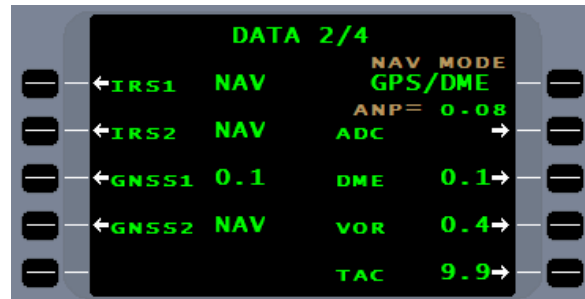 DATA 2/4
NAV MODE
←IRS1 NAV GPS/DME
ANP= 0.08
←IRS2 NAV ADC →
←GNSS1 0.1 DME 0.1→
←GNSS2 NAV VOR 0.4→
TAC 9.9→